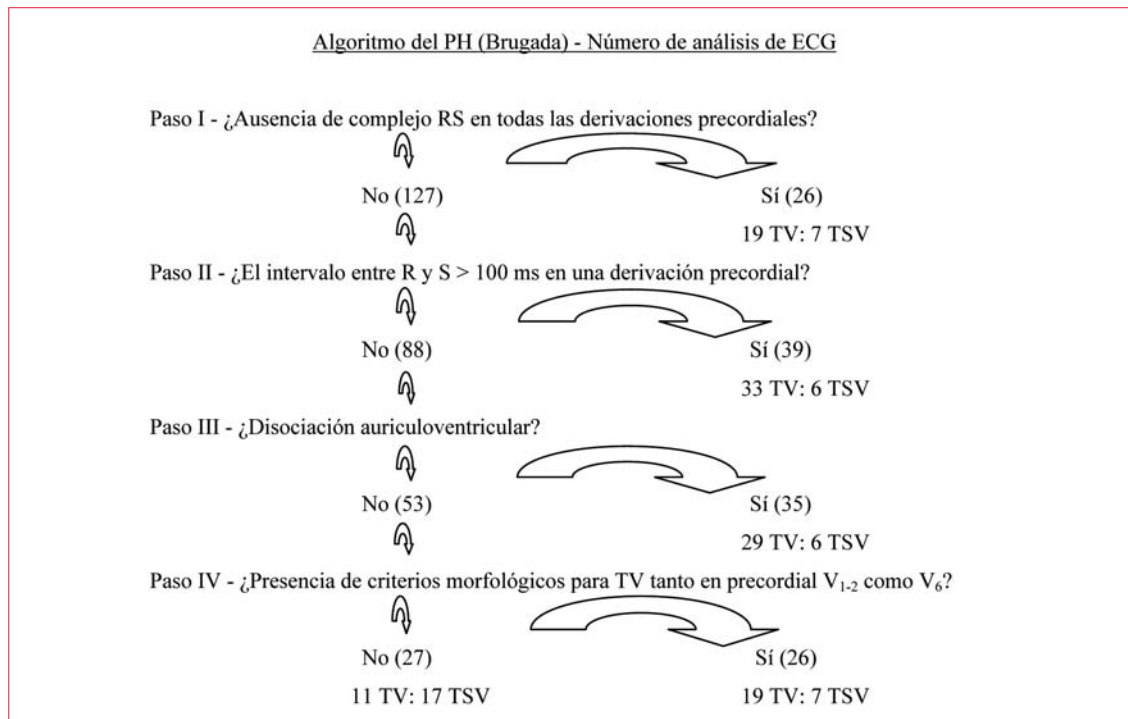 Algoritmo del PH (Brugada) - Número de análisis de ECG
Paso I - ¿Ausencia de complejo RS en todas las derivaciones precordiales?
No (127) Sí (26)
19 TV: 7 TSV
Paso II - ¿El intervalo entre R y S > 100 ms en una derivación precordial?
No (88) Sí (39)
33 TV: 6 TSV
Paso III - ¿Disociación auriculoventricular?
No (53) Sí (35)
29 TV: 6 TSV
Paso IV - ¿Presencia de criterios morfológicos para TV tanto en precordial V1-2 como V6?
No (27) Sí (26)
11 TV: 17 TSV 19 TV: 7 TSV